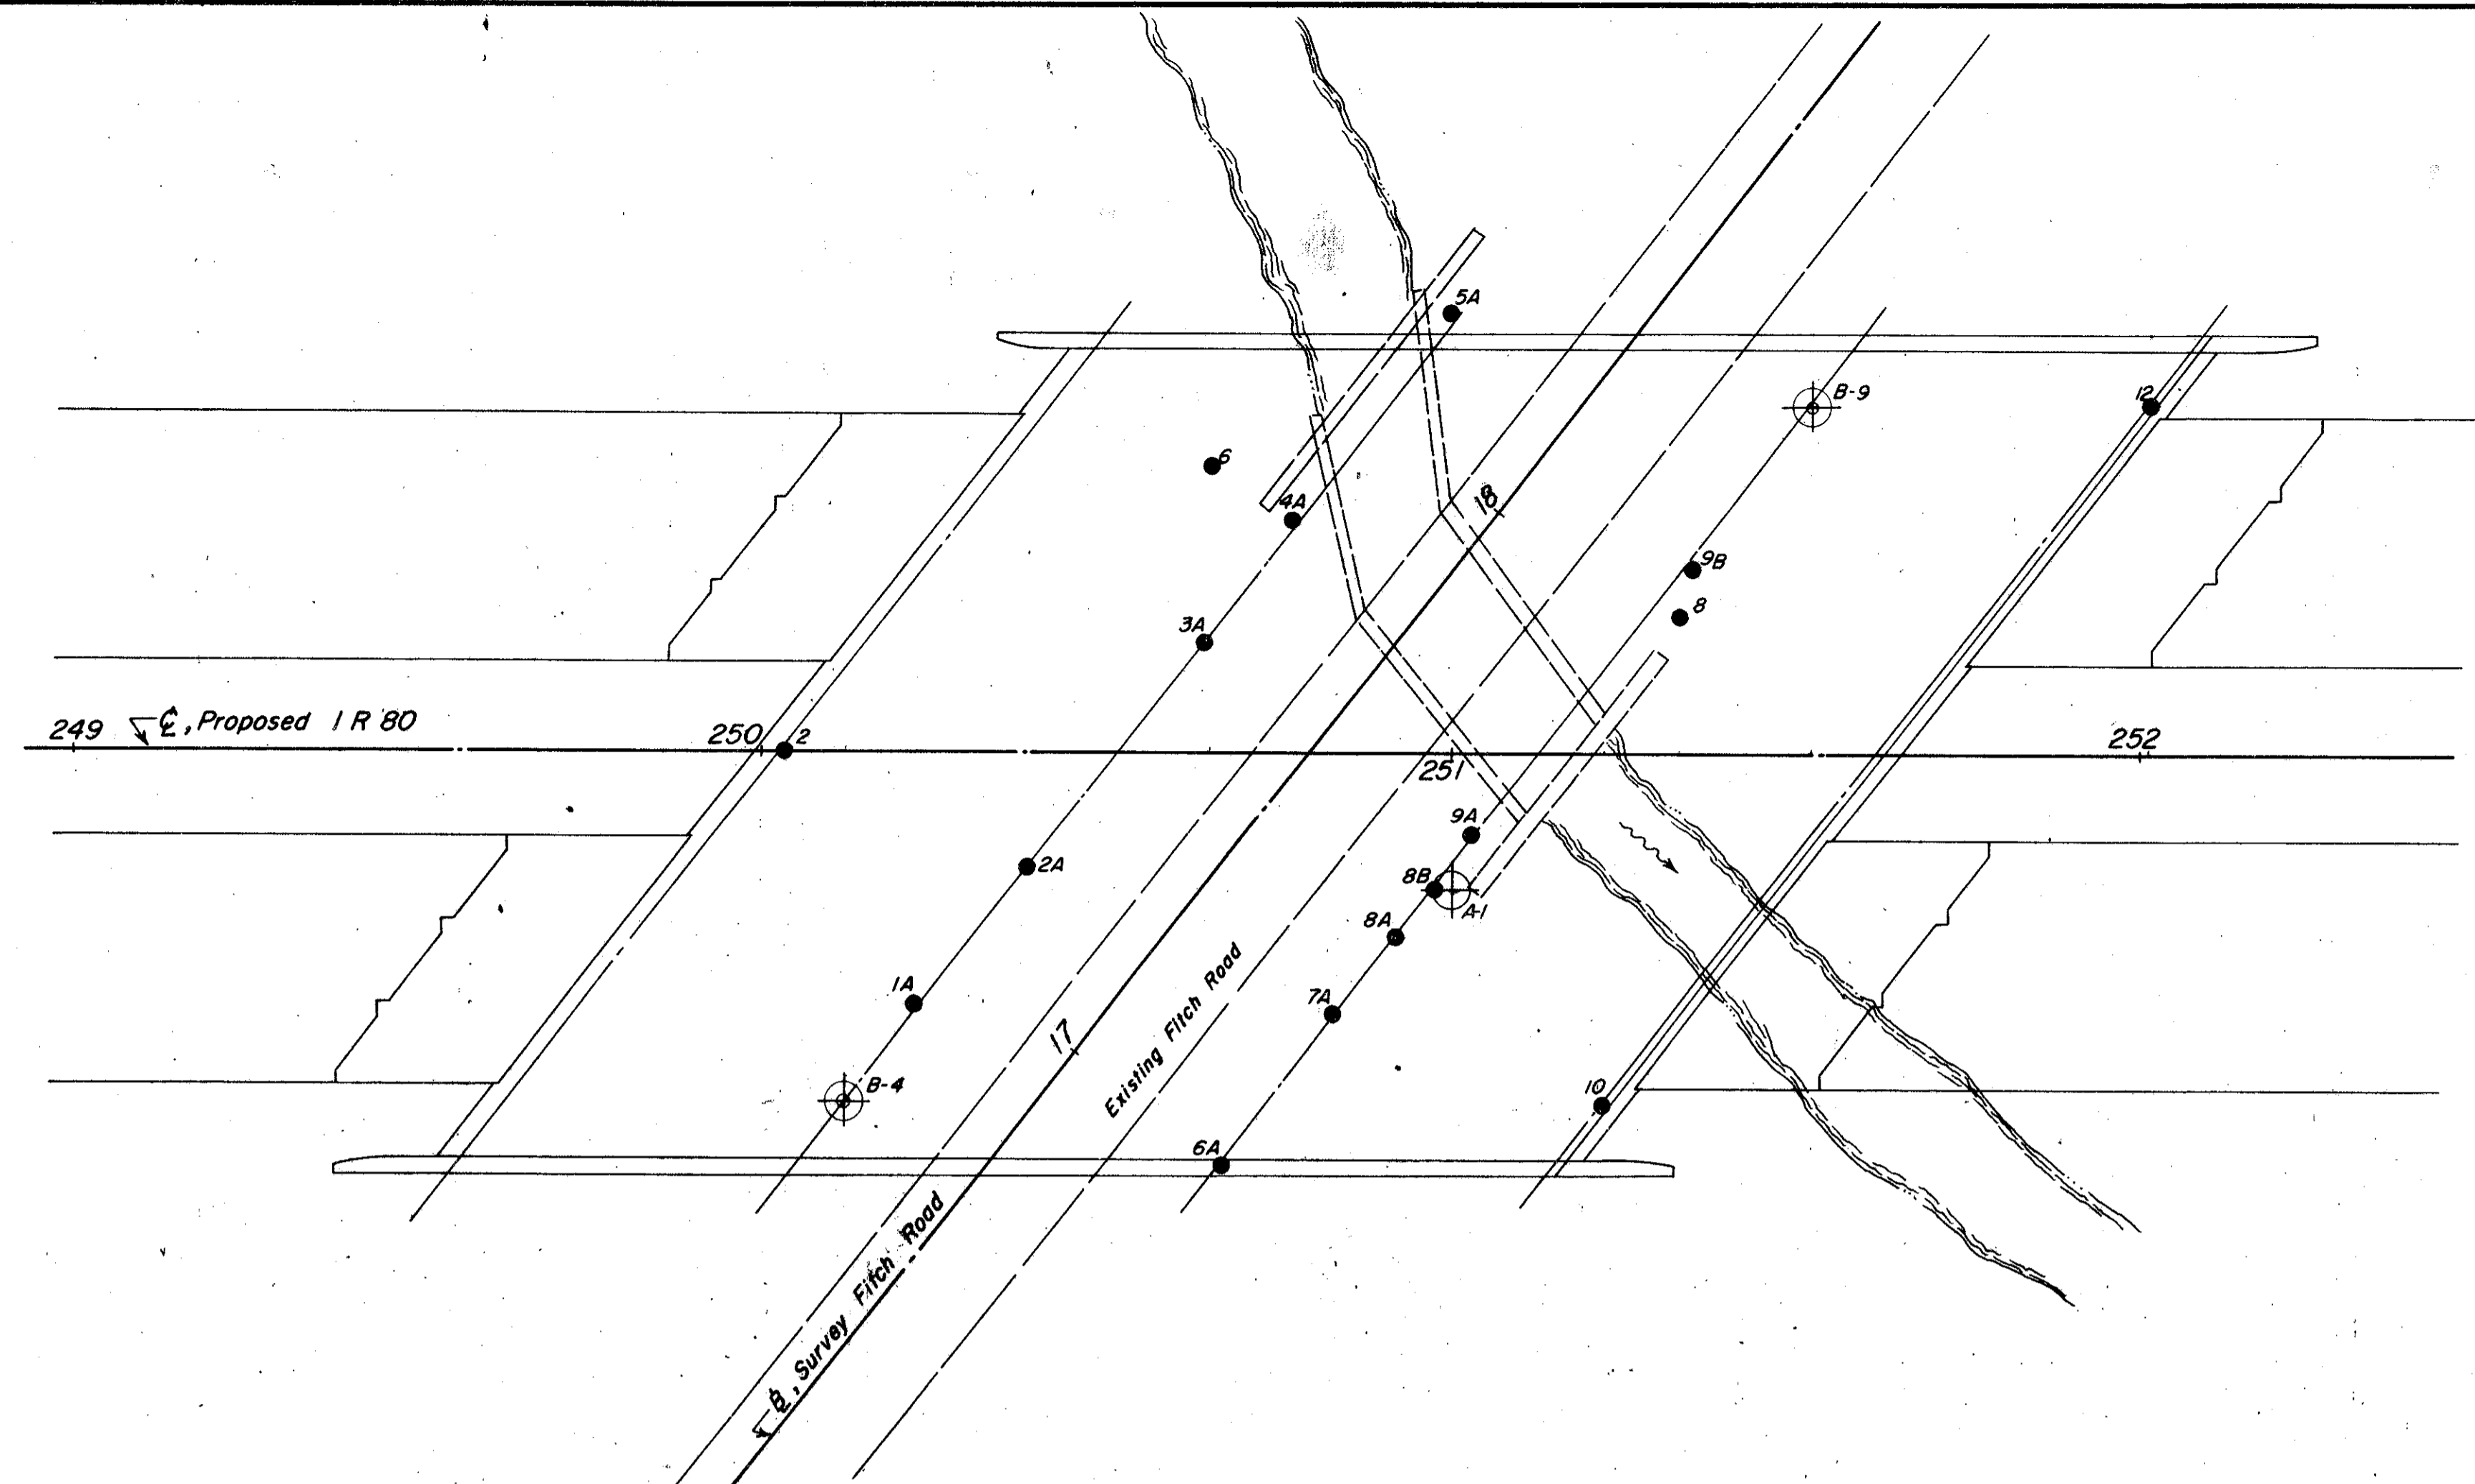 5A
B-9
12
6
4A
18
9B
8
3A
249 ℄, Proposed I R 80
250 2
252
251
9A
2A
8B
A-1
8A
1A
7A
17
Existing Fitch Road
B-4
10
6A
℄, Survey Fitch Road